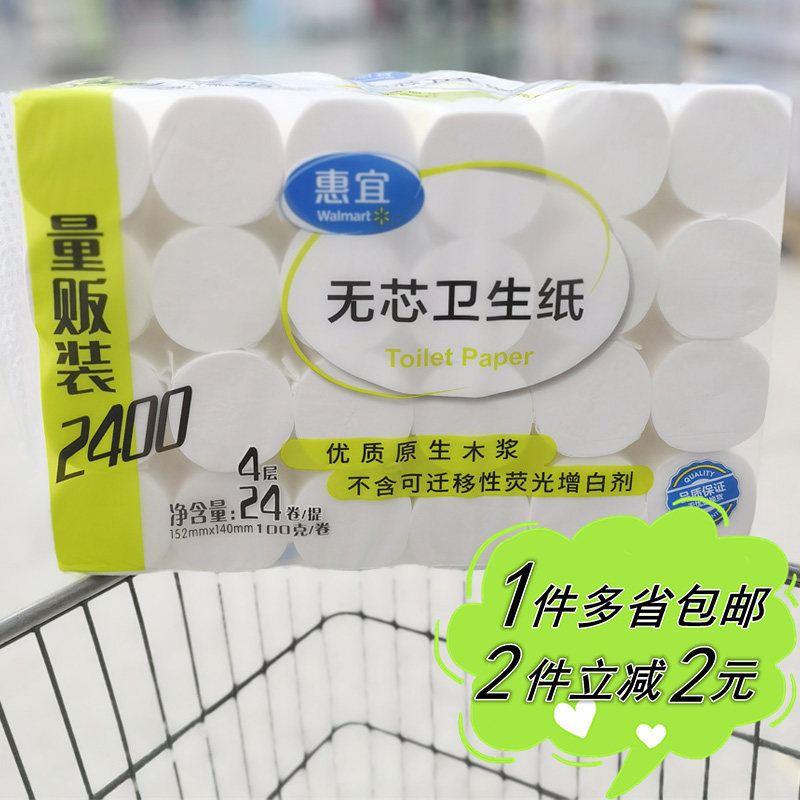 惠宜
Walmart
无芯卫生纸
Toilet Paper
量贩装
2400
优质原生木浆
不含可迁移性荧光增白剂
4层
净含量:24卷/提
152mmx140mm 100克/卷
QUALITY
品质保证
1件多省包邮
2件立减2元